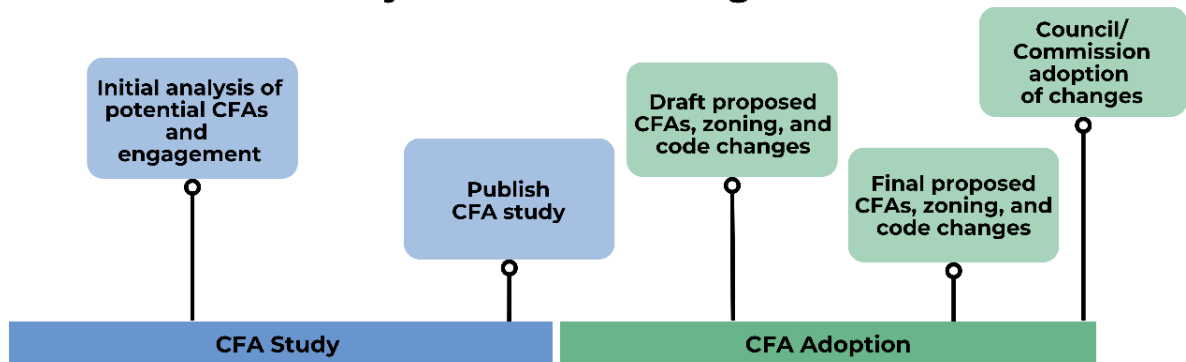 Initial analysis of
potential CFAs
and
engagement
Publish
CFA study
Draft proposed
CFAs, zoning, and
code changes
Final proposed
CFAs, zoning, and
code changes
Council/
Commission
adoption
of changes
CFA Study
CFA Adoption